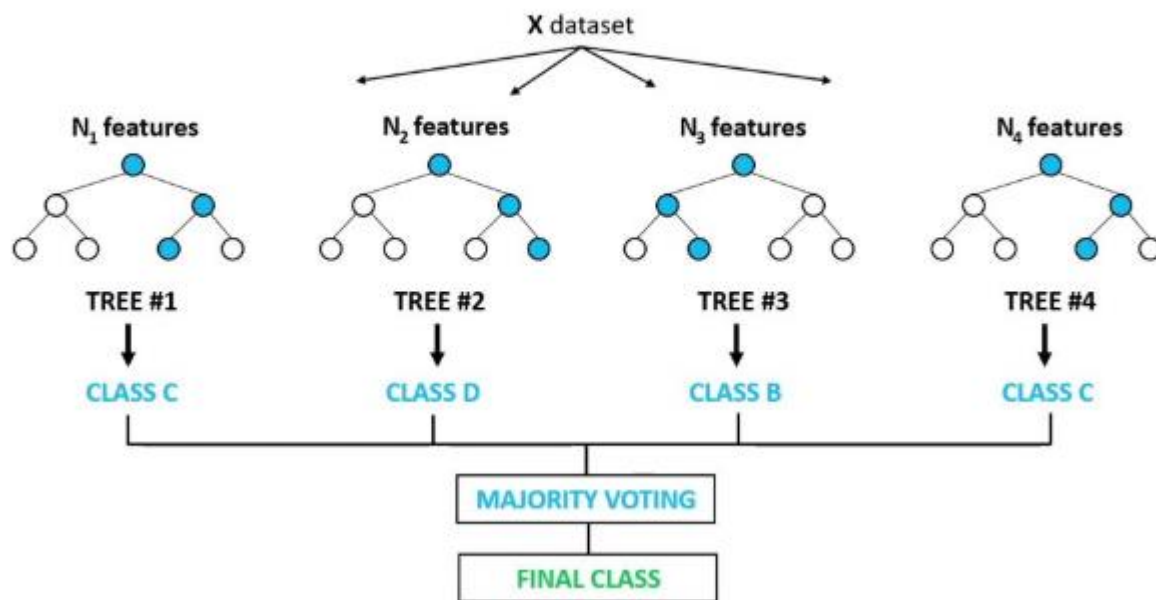 X dataset
N₁ features
N₂ features
N₃ features
N₄ features
TREE #1
TREE #2
TREE #3
TREE #4
CLASS C
CLASS D
CLASS B
CLASS C
MAJORITY VOTING
FINAL CLASS